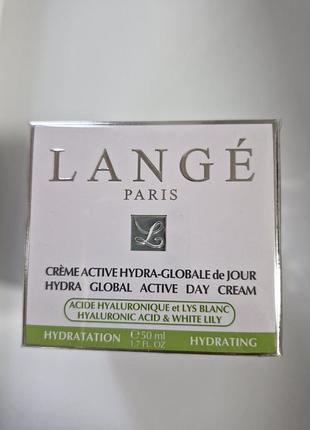 LANGÉ
PARIS
L
CRÈME ACTIVE HYDRA-GLOBALE de JOUR
HYDRA GLOBAL ACTIVE DAY CREAM
ACIDE HYALURONIQUE et LYS BLANC
HYALURONIC ACID & WHITE LILY
HYDRATATION ℮50 ml HYDRATING
1.7 FL. OZ